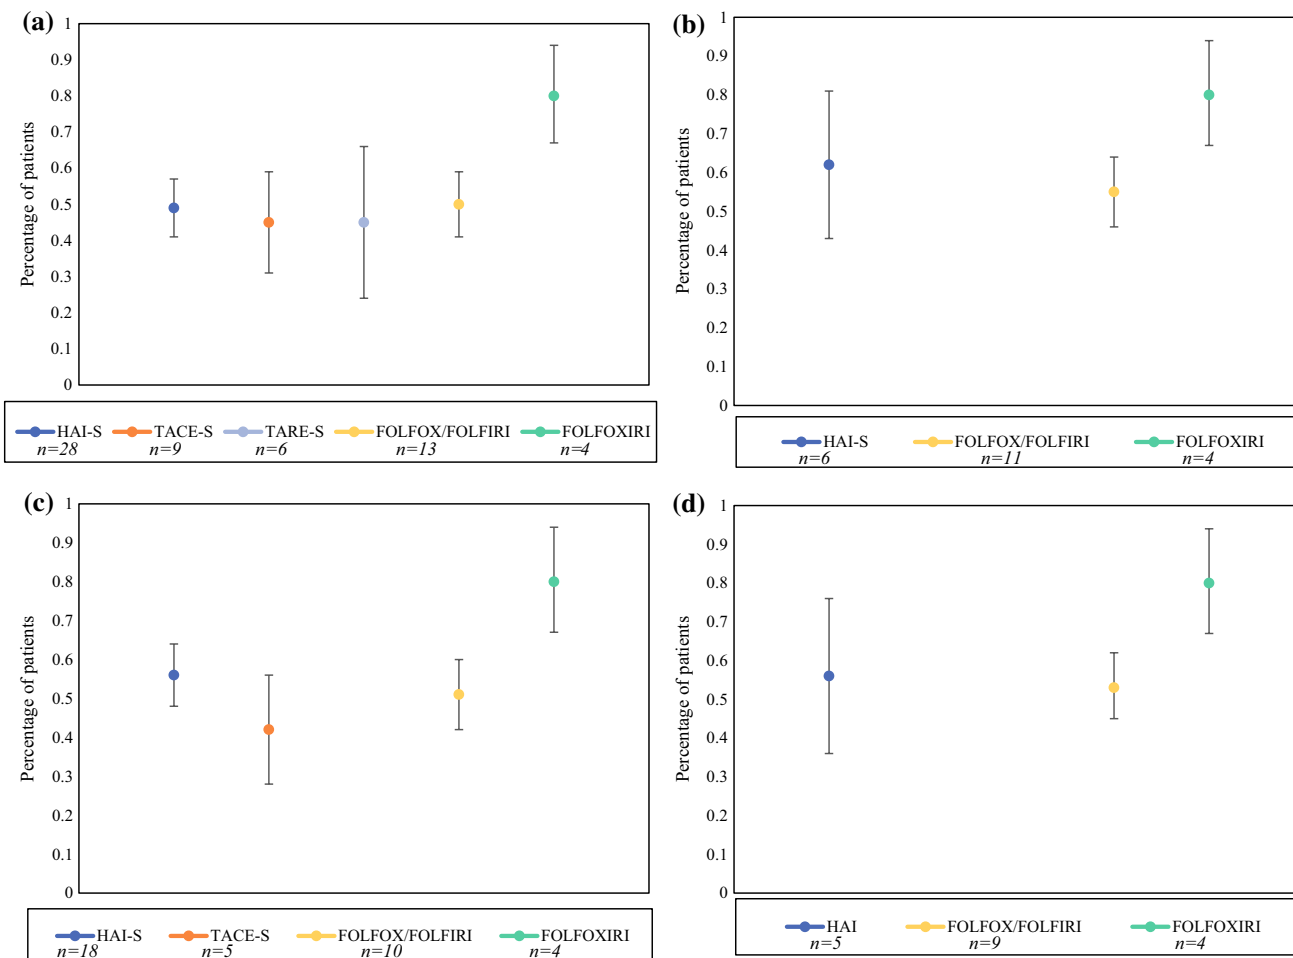 (a)
Percentage of patients
1
0.9
0.8
0.7
0.6
0.5
0.4
0.3
0.2
0.1
0
HAI-S TACE-S TARE-S FOLFOX/FOLFIRI FOLFOXIRI
n=28 n=9 n=6 n=13 n=4
(b)
Percentage of patients
1
0.9
0.8
0.7
0.6
0.5
0.4
0.3
0.2
0.1
0
HAI-S FOLFOX/FOLFIRI FOLFOXIRI
n=6 n=11 n=4
(c)
Percentage of patients
1
0.9
0.8
0.7
0.6
0.5
0.4
0.3
0.2
0.1
0
HAI-S TACE-S FOLFOX/FOLFIRI FOLFOXIRI
n=18 n=5 n=10 n=4
(d)
Percentage of patients
1
0.9
0.8
0.7
0.6
0.5
0.4
0.3
0.2
0.1
0
HAI FOLFOX/FOLFIRI FOLFOXIRI
n=5 n=9 n=4